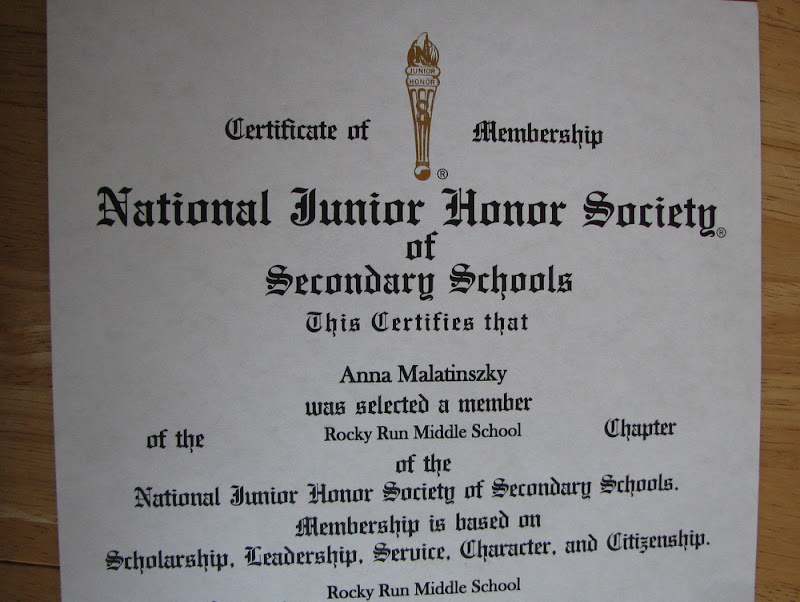 JUNIOR
HONOR
Certificate of Membership
®
National Junior Honor Society®
of
Secondary Schools
This Certifies that
Anna Malatinszky
was selected a member
of the Rocky Run Middle School Chapter
of the
National Junior Honor Society of Secondary Schools.
Membership is based on
Scholarship, Leadership, Service, Character, and Citizenship.
Rocky Run Middle School